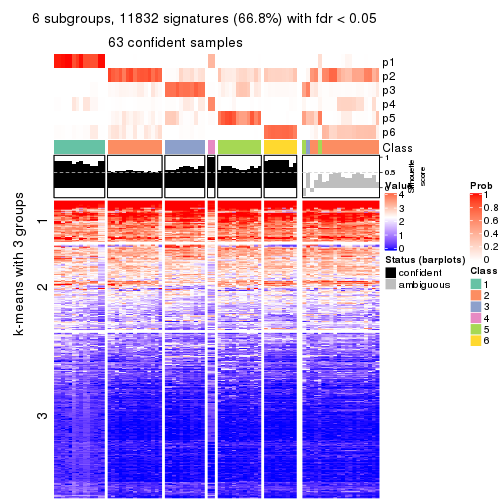 6 subgroups, 11832 signatures (66.8%) with fdr < 0.05
63 confident samples
p1
p2
p3
p4
p5
p6
Class
1
0.5
0
Silhouette
score
k-means with 3 groups
1
2
3
Value
4
3
2
1
0
Status (barplots)
confident
ambiguous
Prob
1
0.8
0.6
0.4
0.2
0
Class
1
2
3
4
5
6